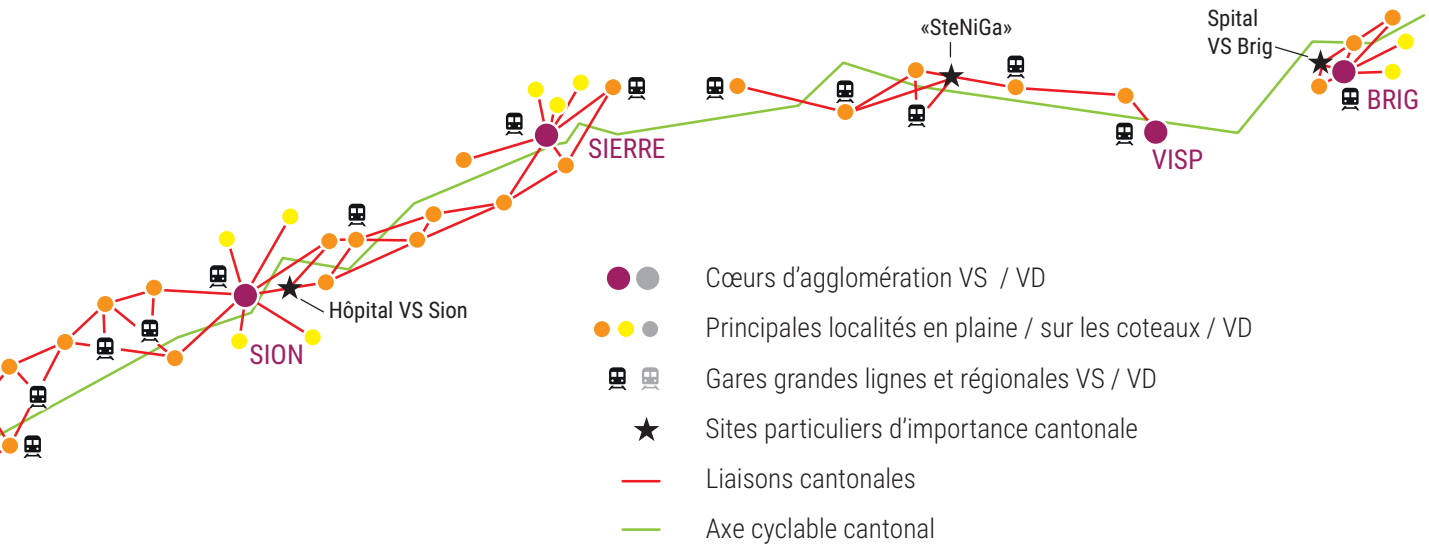 Spital
VS Brig
«SteNiGa»
BRIG
SIERRE
VISP
Hôpital VS Sion
SION
Cœurs d'agglomération VS / VD
Principales localités en plaine / sur les coteaux / VD
Gares grandes lignes et régionales VS / VD
Sites particuliers d'importance cantonale
Liaisons cantonales
Axe cyclable cantonal